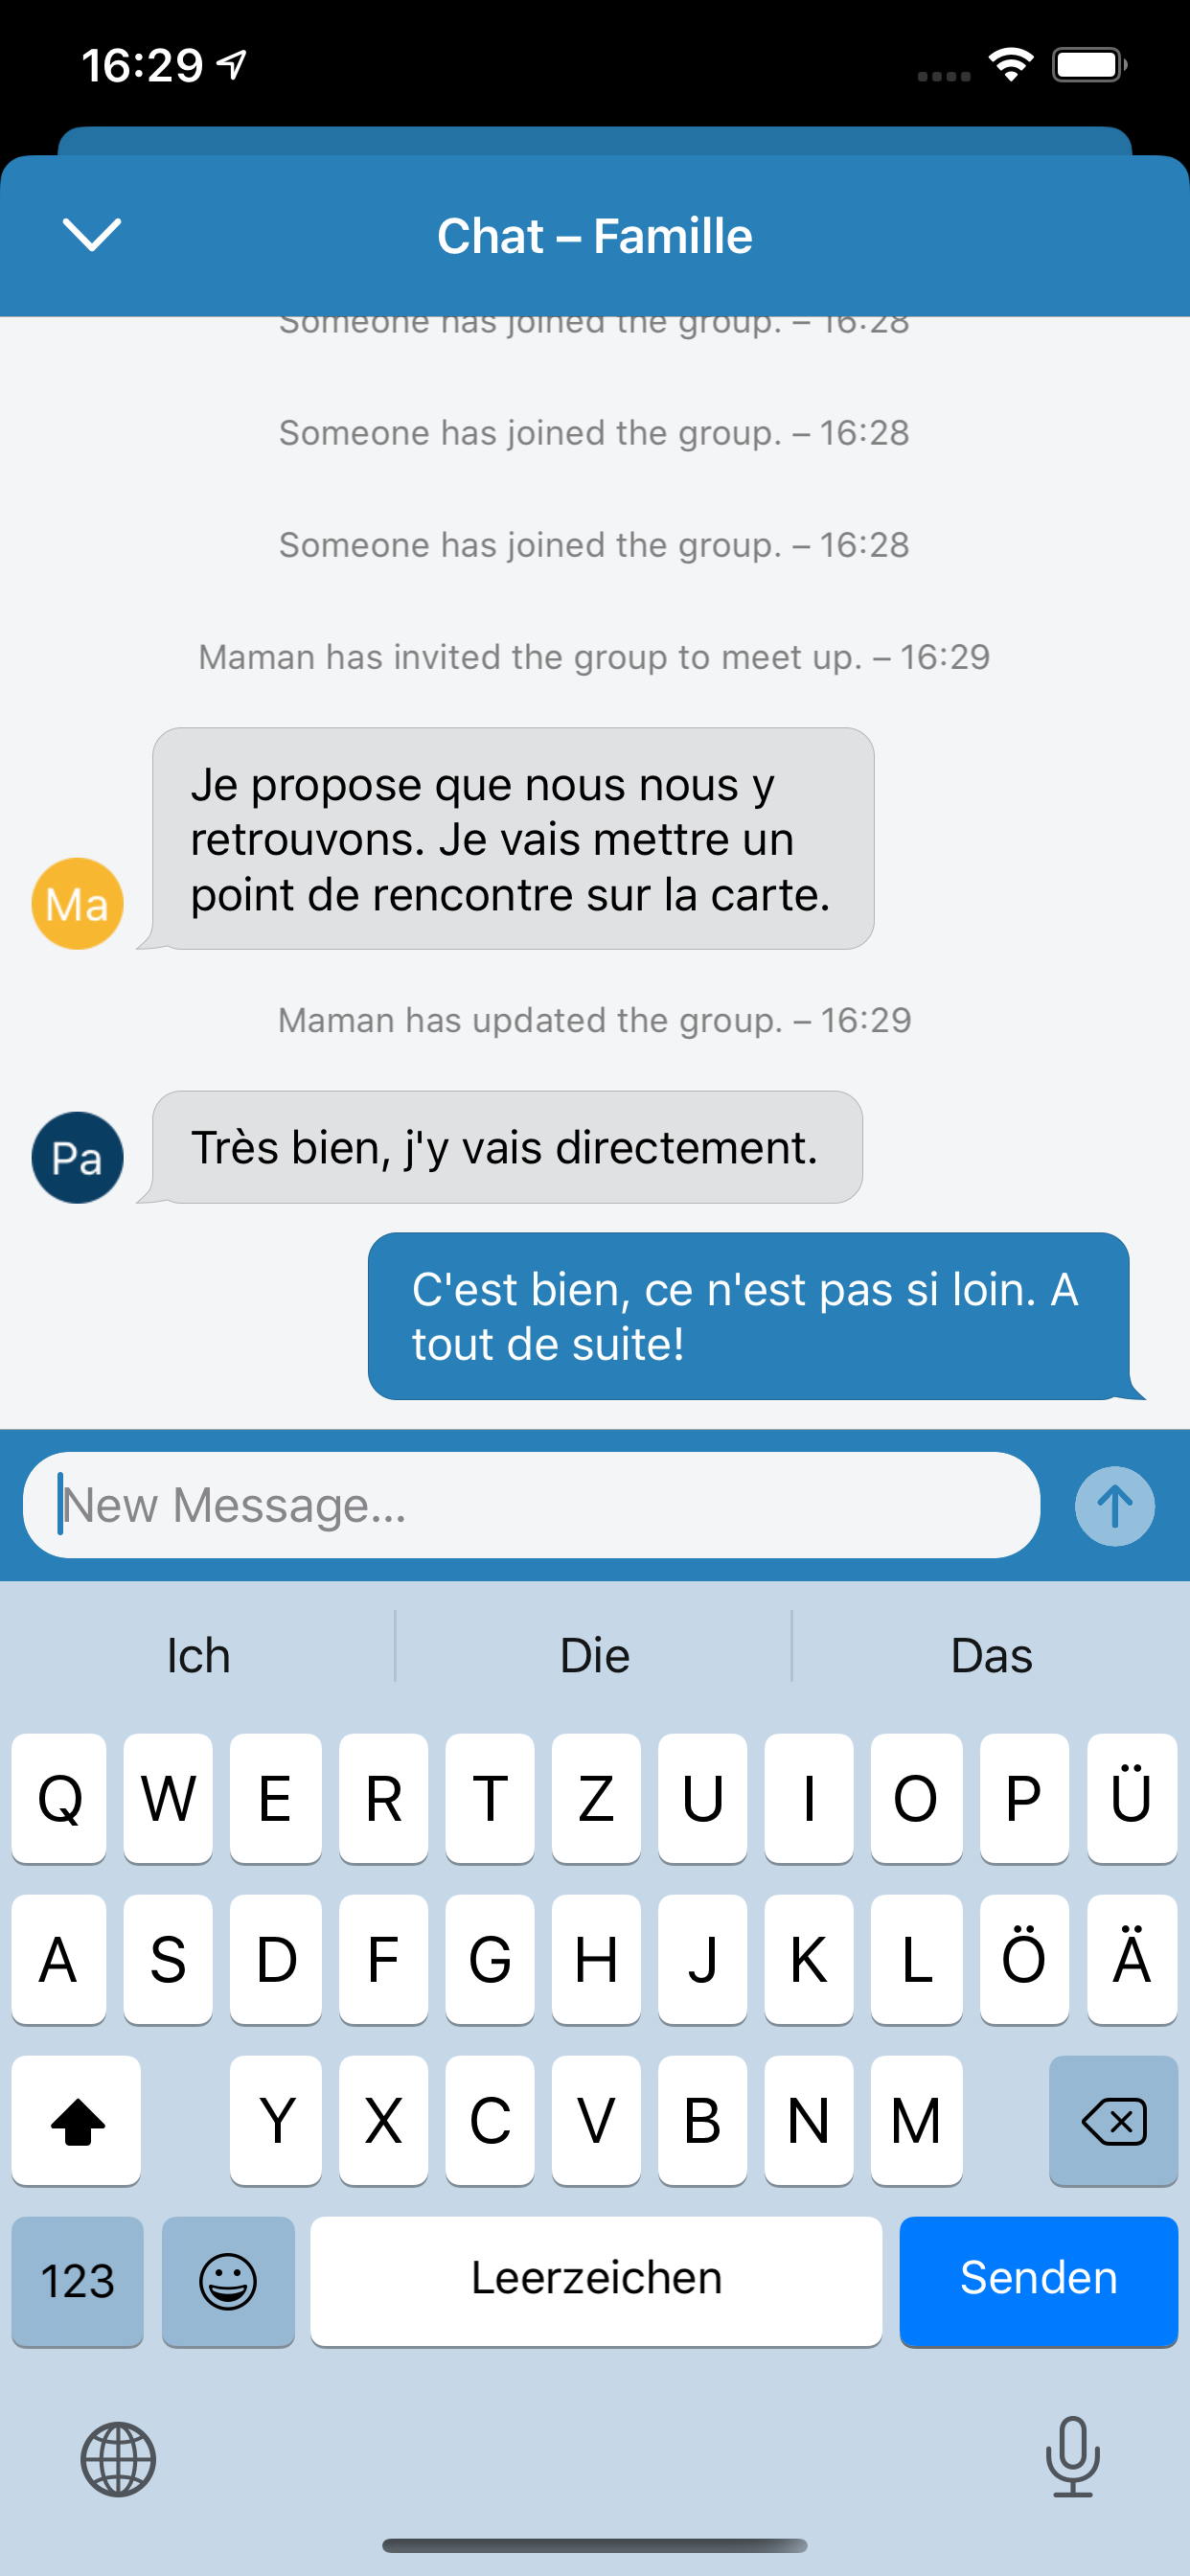 16:29
Chat – Famille
Someone has joined the group. – 16:28
Someone has joined the group. – 16:28
Someone has joined the group. – 16:28
Maman has invited the group to meet up. – 16:29
Je propose que nous nous y
retrouvons. Je vais mettre un
point de rencontre sur la carte.
Ma
Maman has updated the group. – 16:29
Très bien, j'y vais directement.
Pa
C'est bien, ce n'est pas si loin. A
tout de suite!
New Message...
Ich Die Das
Q W E R T Z U I O P Ü
A S D F G H J K L Ö Ä
Y X C V B N M
123 Leerzeichen Senden